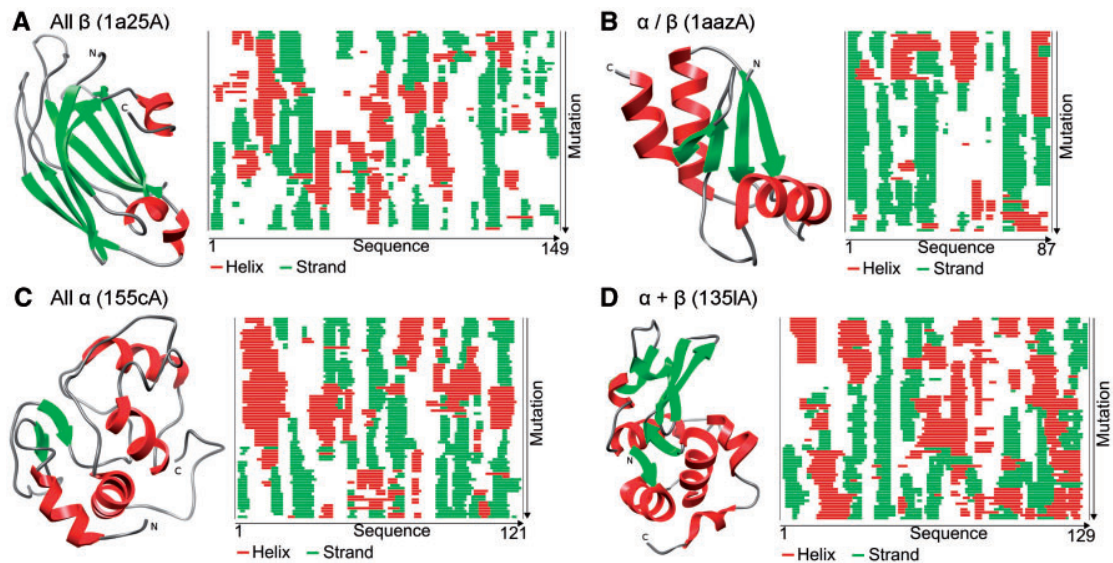 A All β (1a25A)
N
C
Mutation
1 Sequence 149
Helix Strand
B α / β (1aazA)
C
N
Mutation
1 Sequence 87
Helix Strand
C All α (155cA)
C
N
Mutation
1 Sequence 121
Helix Strand
D α + β (135lA)
N
C
Mutation
1 Sequence 129
Helix Strand